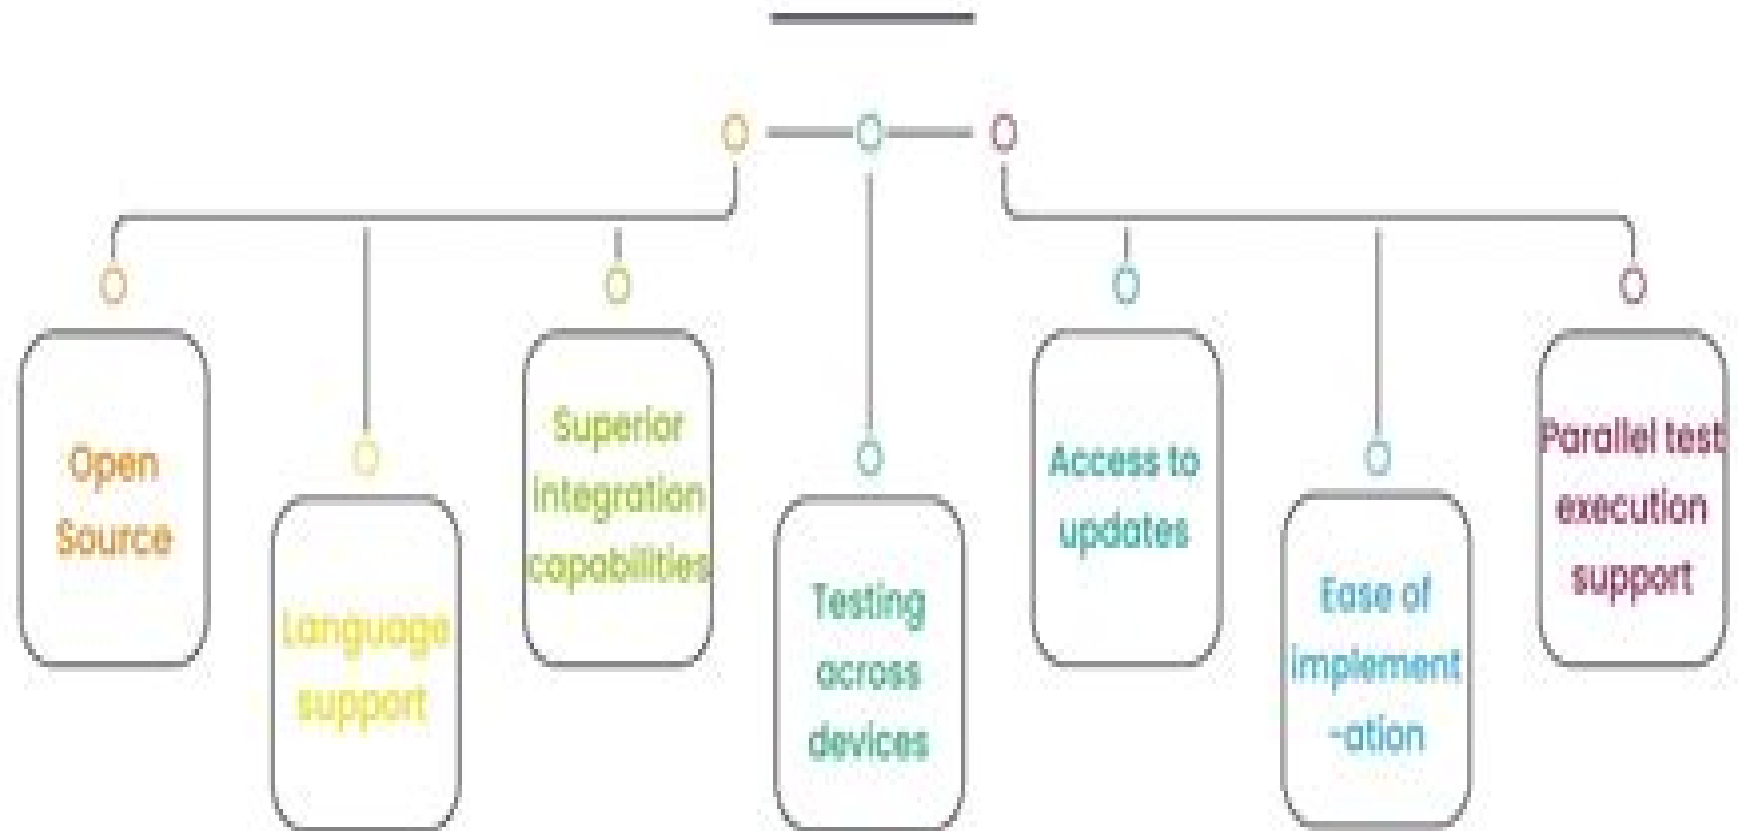 Open
Source
Language
support
Superior
integration
capabilities
Testing
across
devices
Access to
updates
Ease of
implement
-ation
Parallel test
execution
support